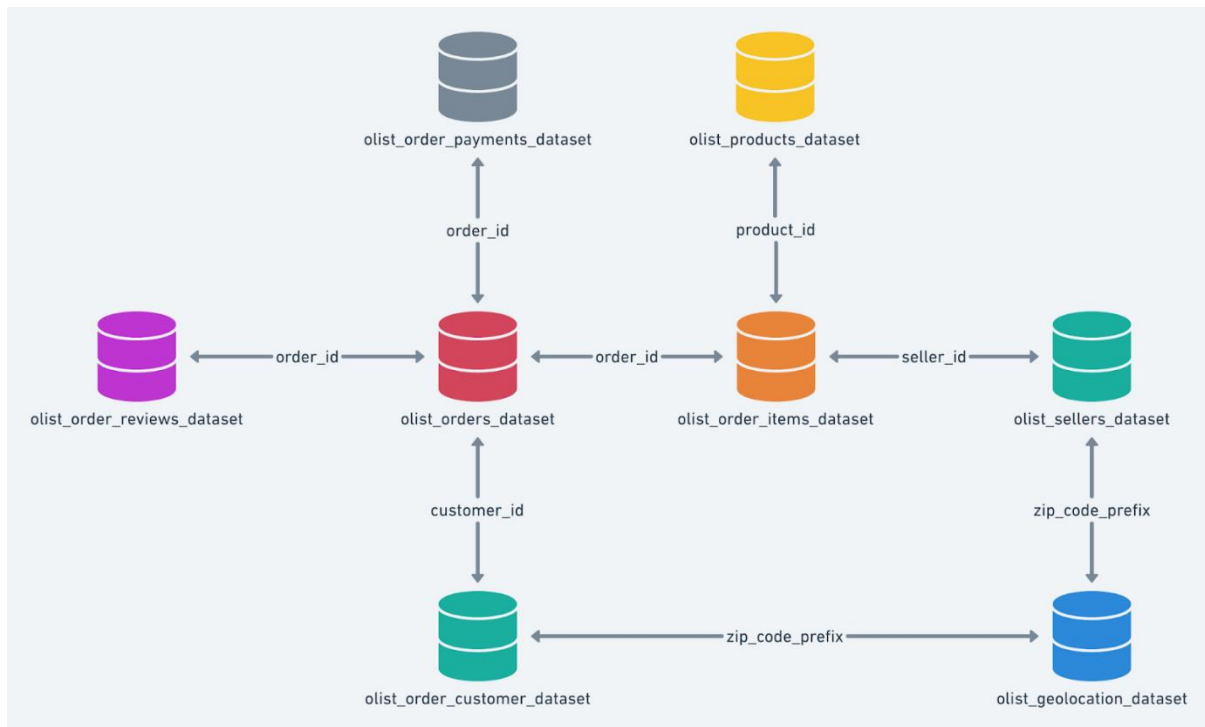 olist_order_payments_dataset
olist_products_dataset
order_id
product_id
order_id
order_id
seller_id
olist_order_reviews_dataset
olist_orders_dataset
olist_order_items_dataset
olist_sellers_dataset
customer_id
zip_code_prefix
zip_code_prefix
olist_order_customer_dataset
olist_geolocation_dataset